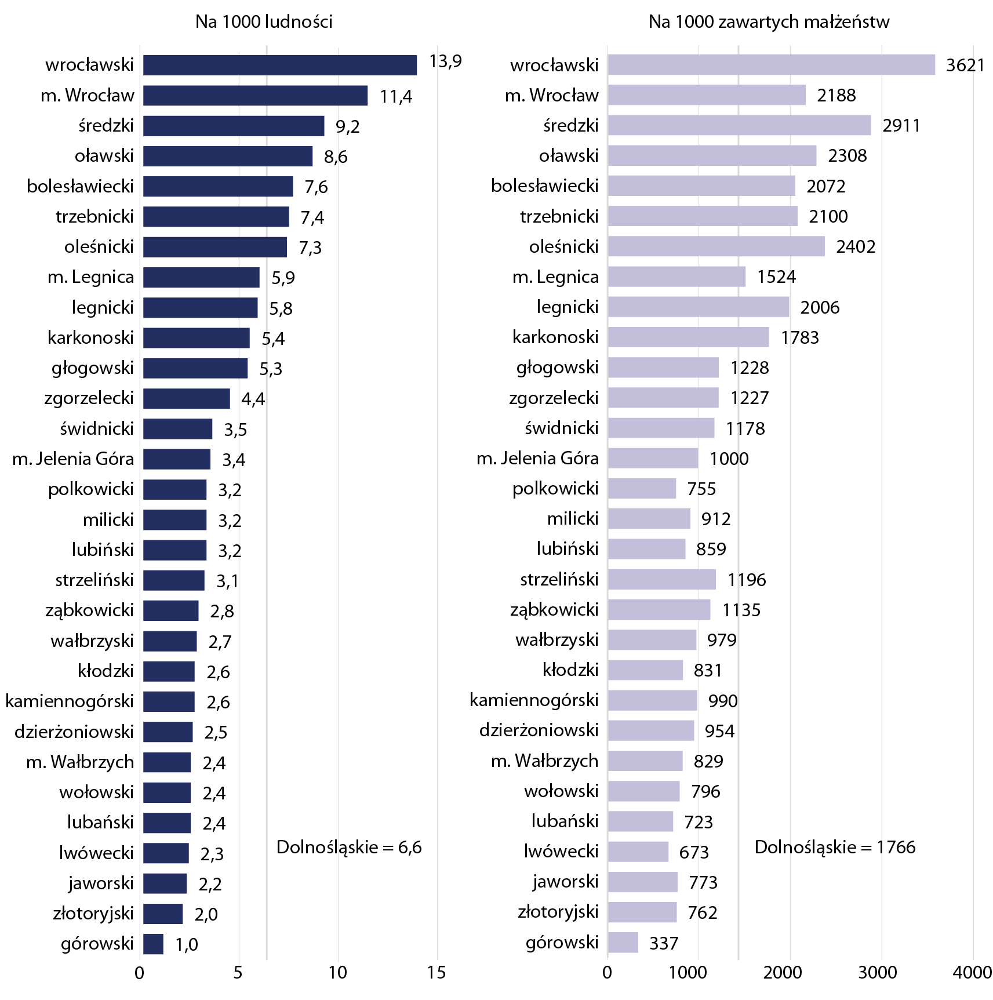 Na 1000 ludności
wrocławski 13,9
m. Wrocław 11,4
średzki 9,2
oławski 8,6
bolesławiecki 7,6
trzebnicki 7,4
oleśnicki 7,3
m. Legnica 5,9
legnicki 5,8
karkonoski 5,4
głogowski 5,3
zgorzelecki 4,4
świdnicki 3,5
m. Jelenia Góra 3,4
polkowicki 3,2
milicki 3,2
lubiński 3,2
strzeliński 3,1
ząbkowicki 2,8
wałbrzyski 2,7
kłodzki 2,6
kamiennogórski 2,6
dzierżoniowski 2,5
m. Wałbrzych 2,4
wołowski 2,4
lubański 2,4
Dolnośląskie = 6,6
lwówecki 2,3
jaworski 2,2
złotoryjski 2,0
górowski 1,0
0 5 10 15
Na 1000 zawartych małżeństw
wrocławski 3621
m. Wrocław 2188
średzki 2911
oławski 2308
bolesławiecki 2072
trzebnicki 2100
oleśnicki 2402
m. Legnica 1524
legnicki 2006
karkonoski 1783
głogowski 1228
zgorzelecki 1227
świdnicki 1178
m. Jelenia Góra 1000
polkowicki 755
milicki 912
lubiński 859
strzeliński 1196
ząbkowicki 1135
wałbrzyski 979
kłodzki 831
kamiennogórski 990
dzierżoniowski 954
m. Wałbrzych 829
wołowski 796
lubański 723
Dolnośląskie = 1766
lwówecki 673
jaworski 773
złotoryjski 762
górowski 337
0 1000 2000 3000 4000